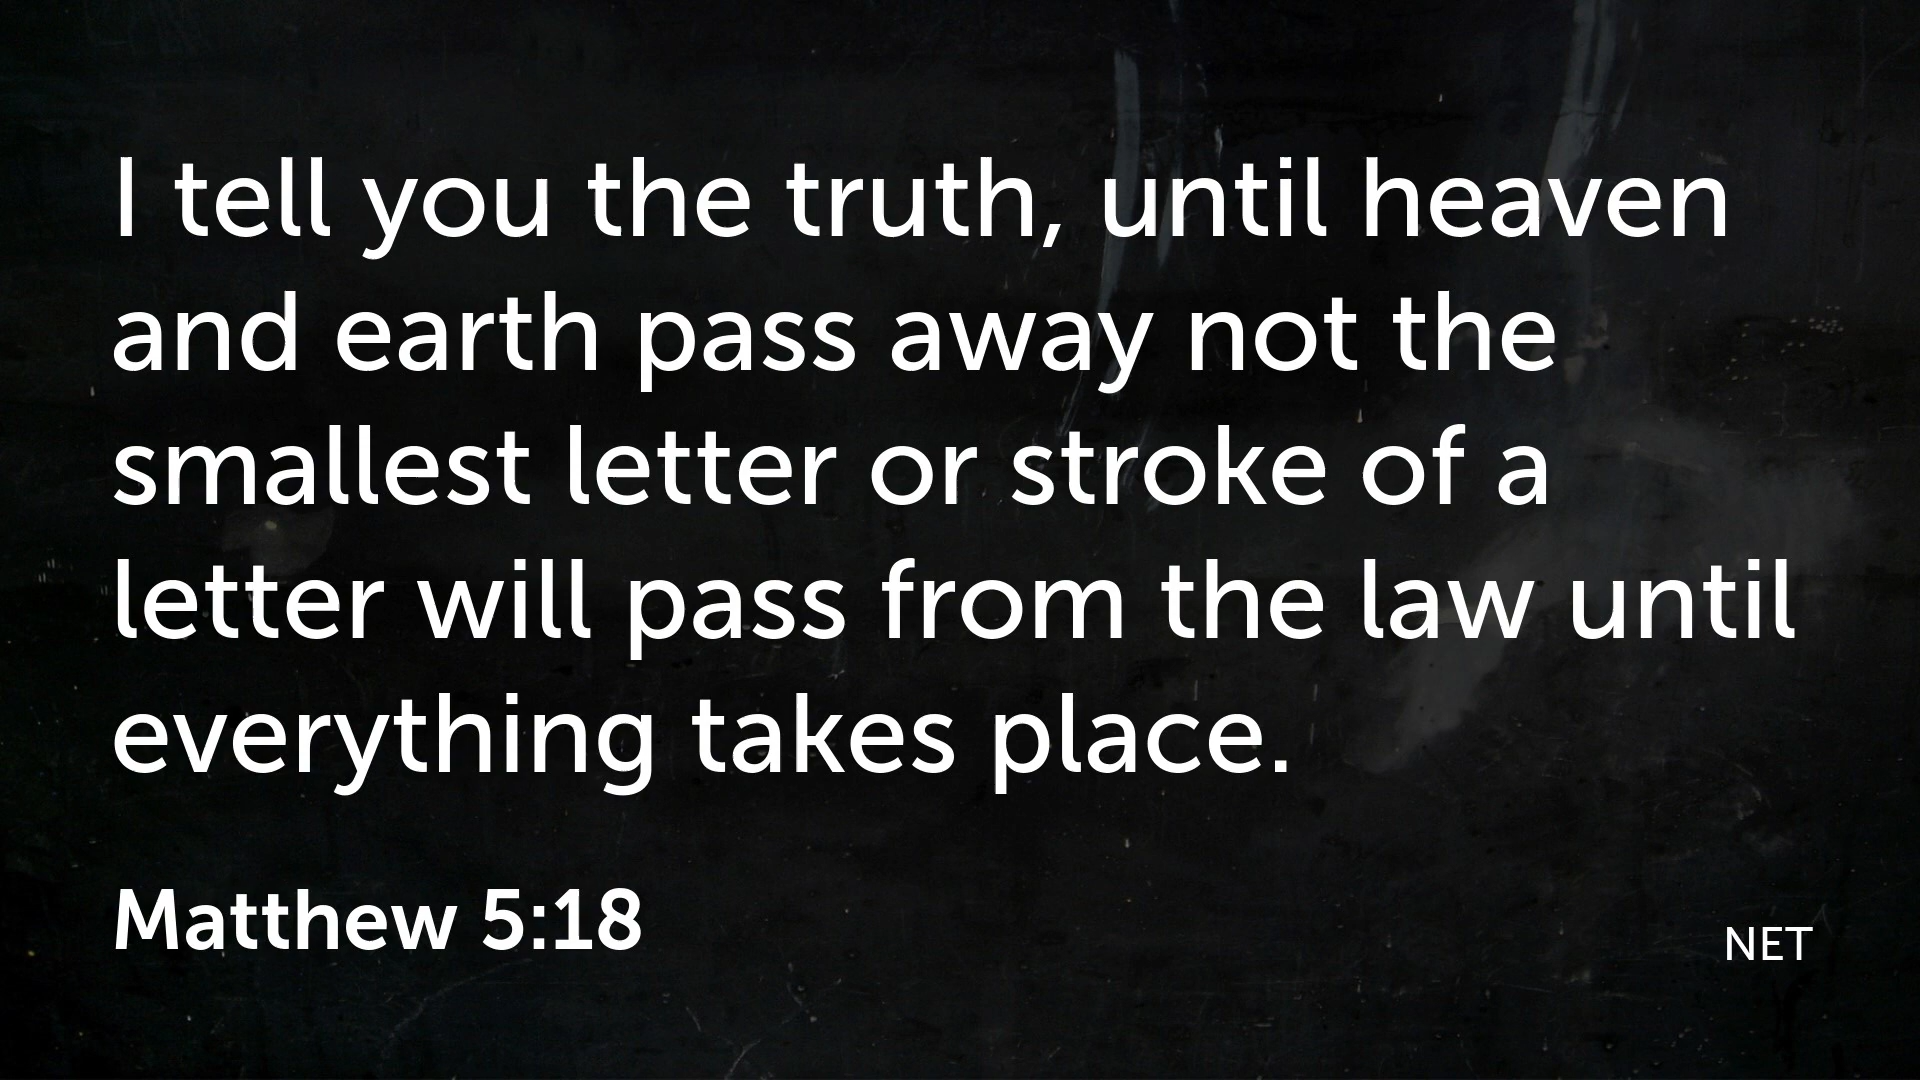 I tell you the truth, until heaven
and earth pass away not the
smallest letter or stroke of a
letter will pass from the law until
everything takes place.
Matthew 5:18
NET